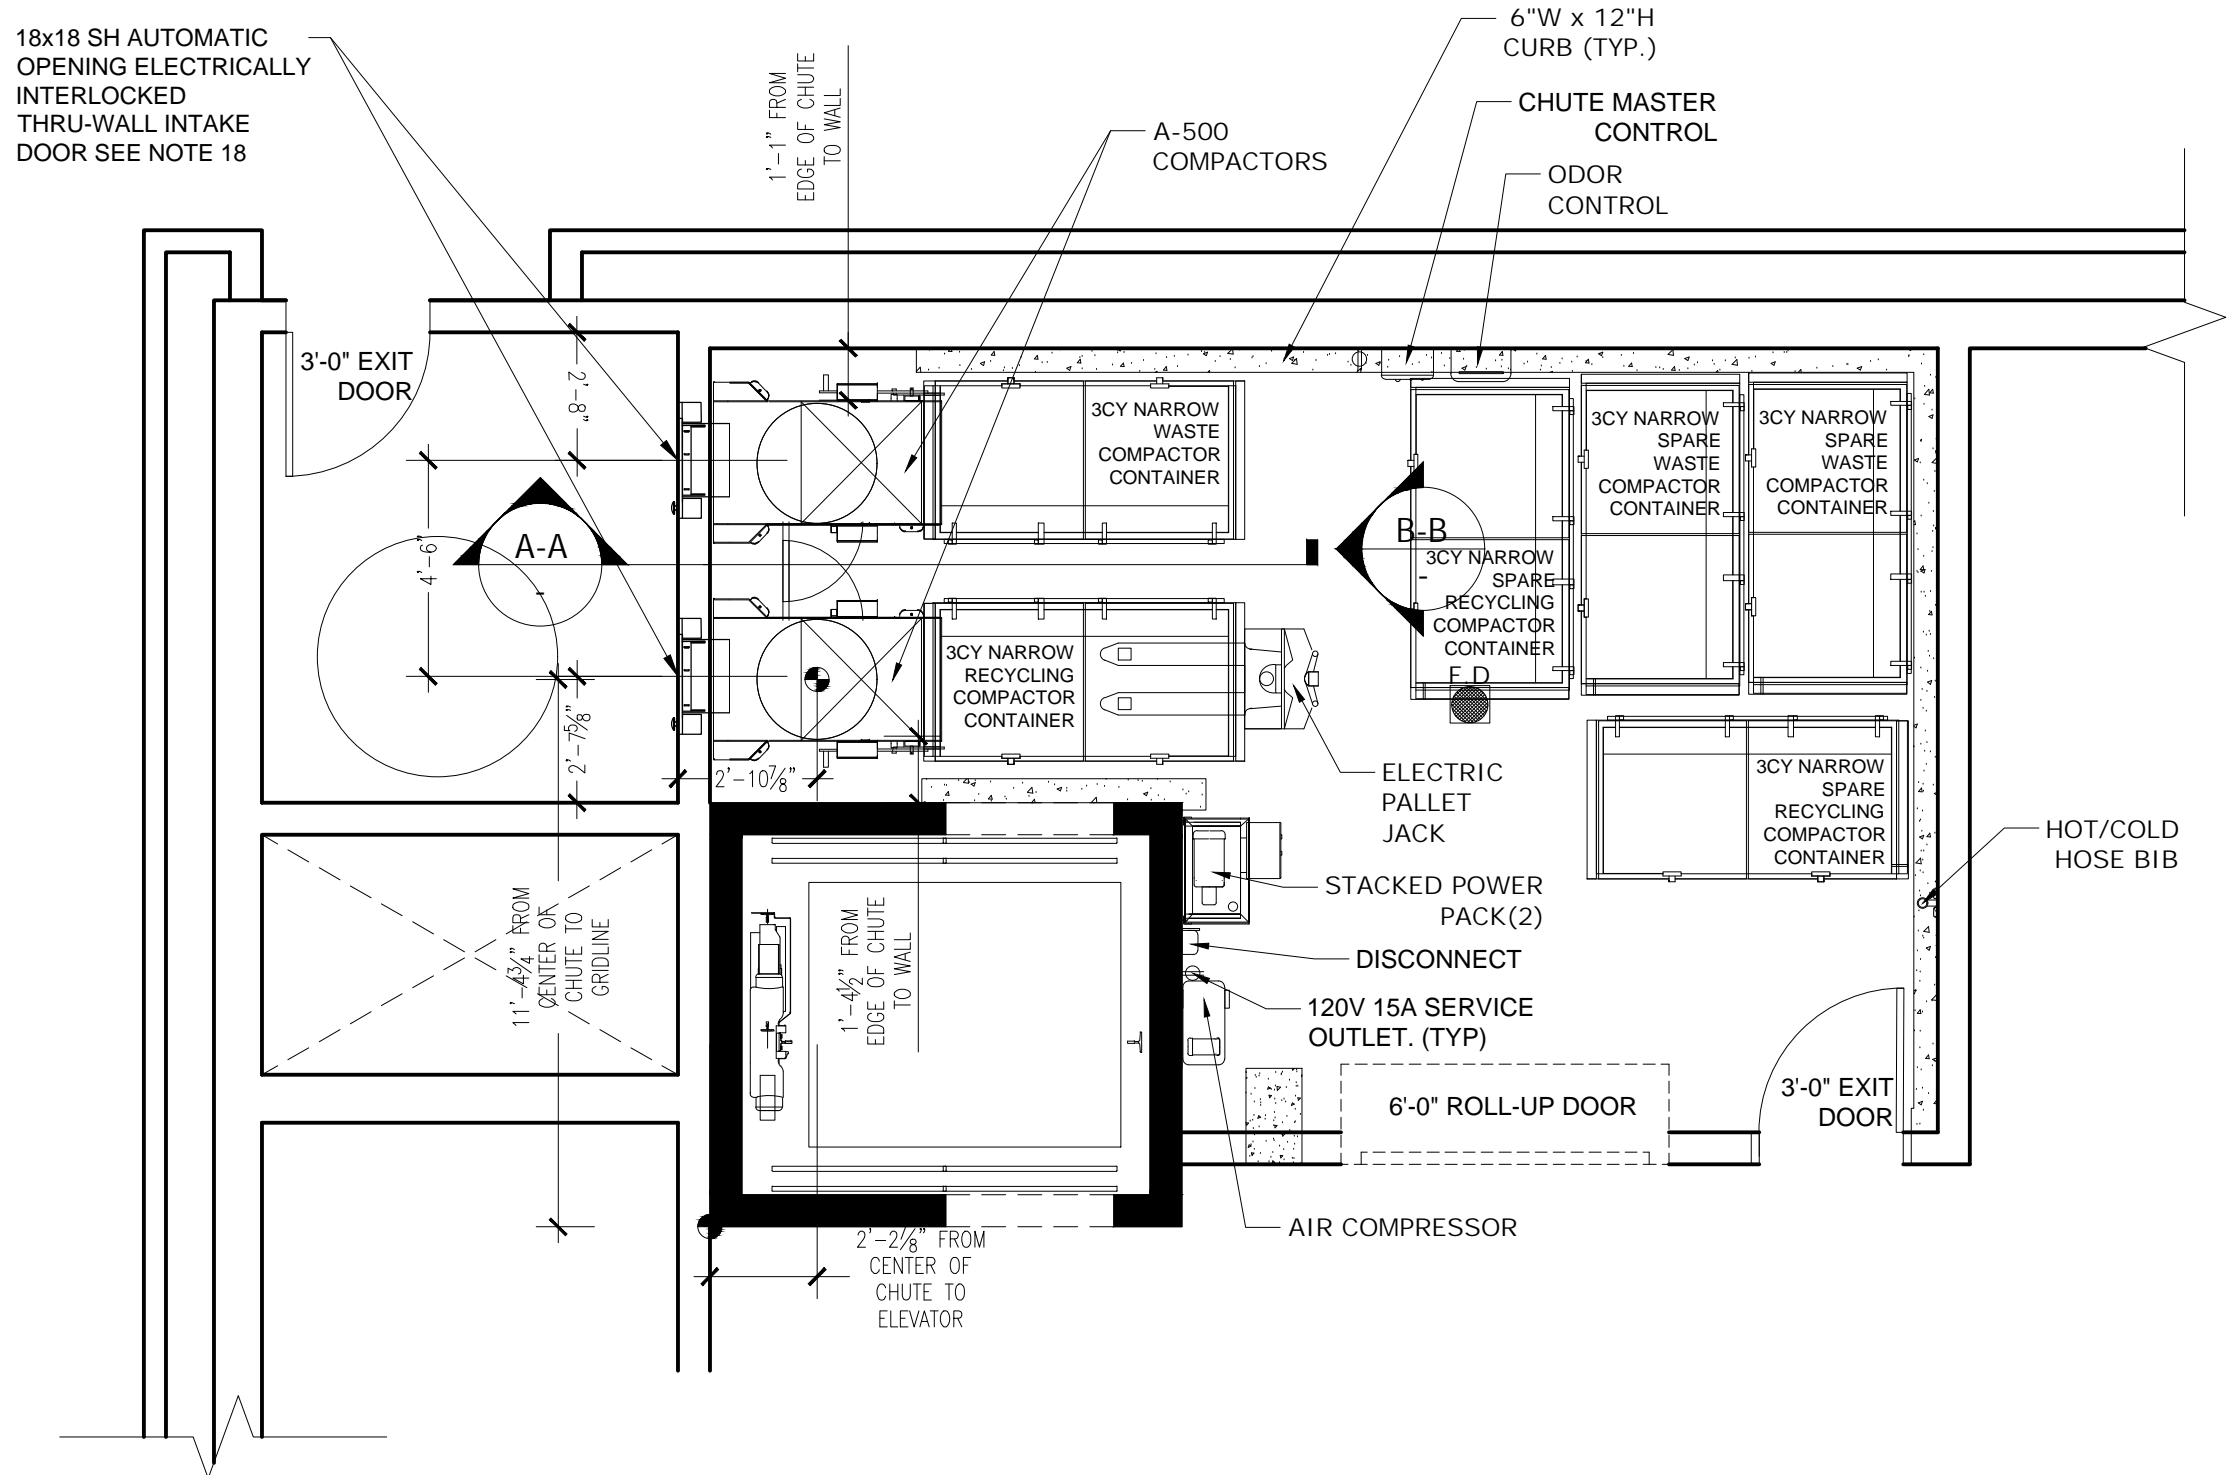 18x18 SH AUTOMATIC
OPENING ELECTRICALLY
INTERLOCKED
THRU-WALL INTAKE
DOOR SEE NOTE 18
1'-1" FROM
EDGE OF CHUTE
TO WALL
A-500
COMPACTORS
6"W x 12"H
CURB (TYP.)
CHUTE MASTER
CONTROL
ODOR
CONTROL
3'-0" EXIT
DOOR
2'-8"
4'-6"
A-A
-
2'-7⅝"
2'-10⅞"
3CY NARROW
WASTE
COMPACTOR
CONTAINER
3CY NARROW
RECYCLING
COMPACTOR
CONTAINER
B-B
-
3CY NARROW
SPARE
RECYCLING
COMPACTOR
CONTAINER
F.D
3CY NARROW
SPARE
WASTE
COMPACTOR
CONTAINER
3CY NARROW
SPARE
WASTE
COMPACTOR
CONTAINER
3CY NARROW
SPARE
RECYCLING
COMPACTOR
CONTAINER
ELECTRIC
PALLET
JACK
HOT/COLD
HOSE BIB
STACKED POWER
PACK(2)
DISCONNECT
120V 15A SERVICE
OUTLET. (TYP)
11'-4¾" FROM
CENTER OF
CHUTE TO
GRIDLINE
1'-4½" FROM
EDGE OF CHUTE
TO WALL
6'-0" ROLL-UP DOOR
3'-0" EXIT
DOOR
AIR COMPRESSOR
2'-2⅛" FROM
CENTER OF
CHUTE TO
ELEVATOR